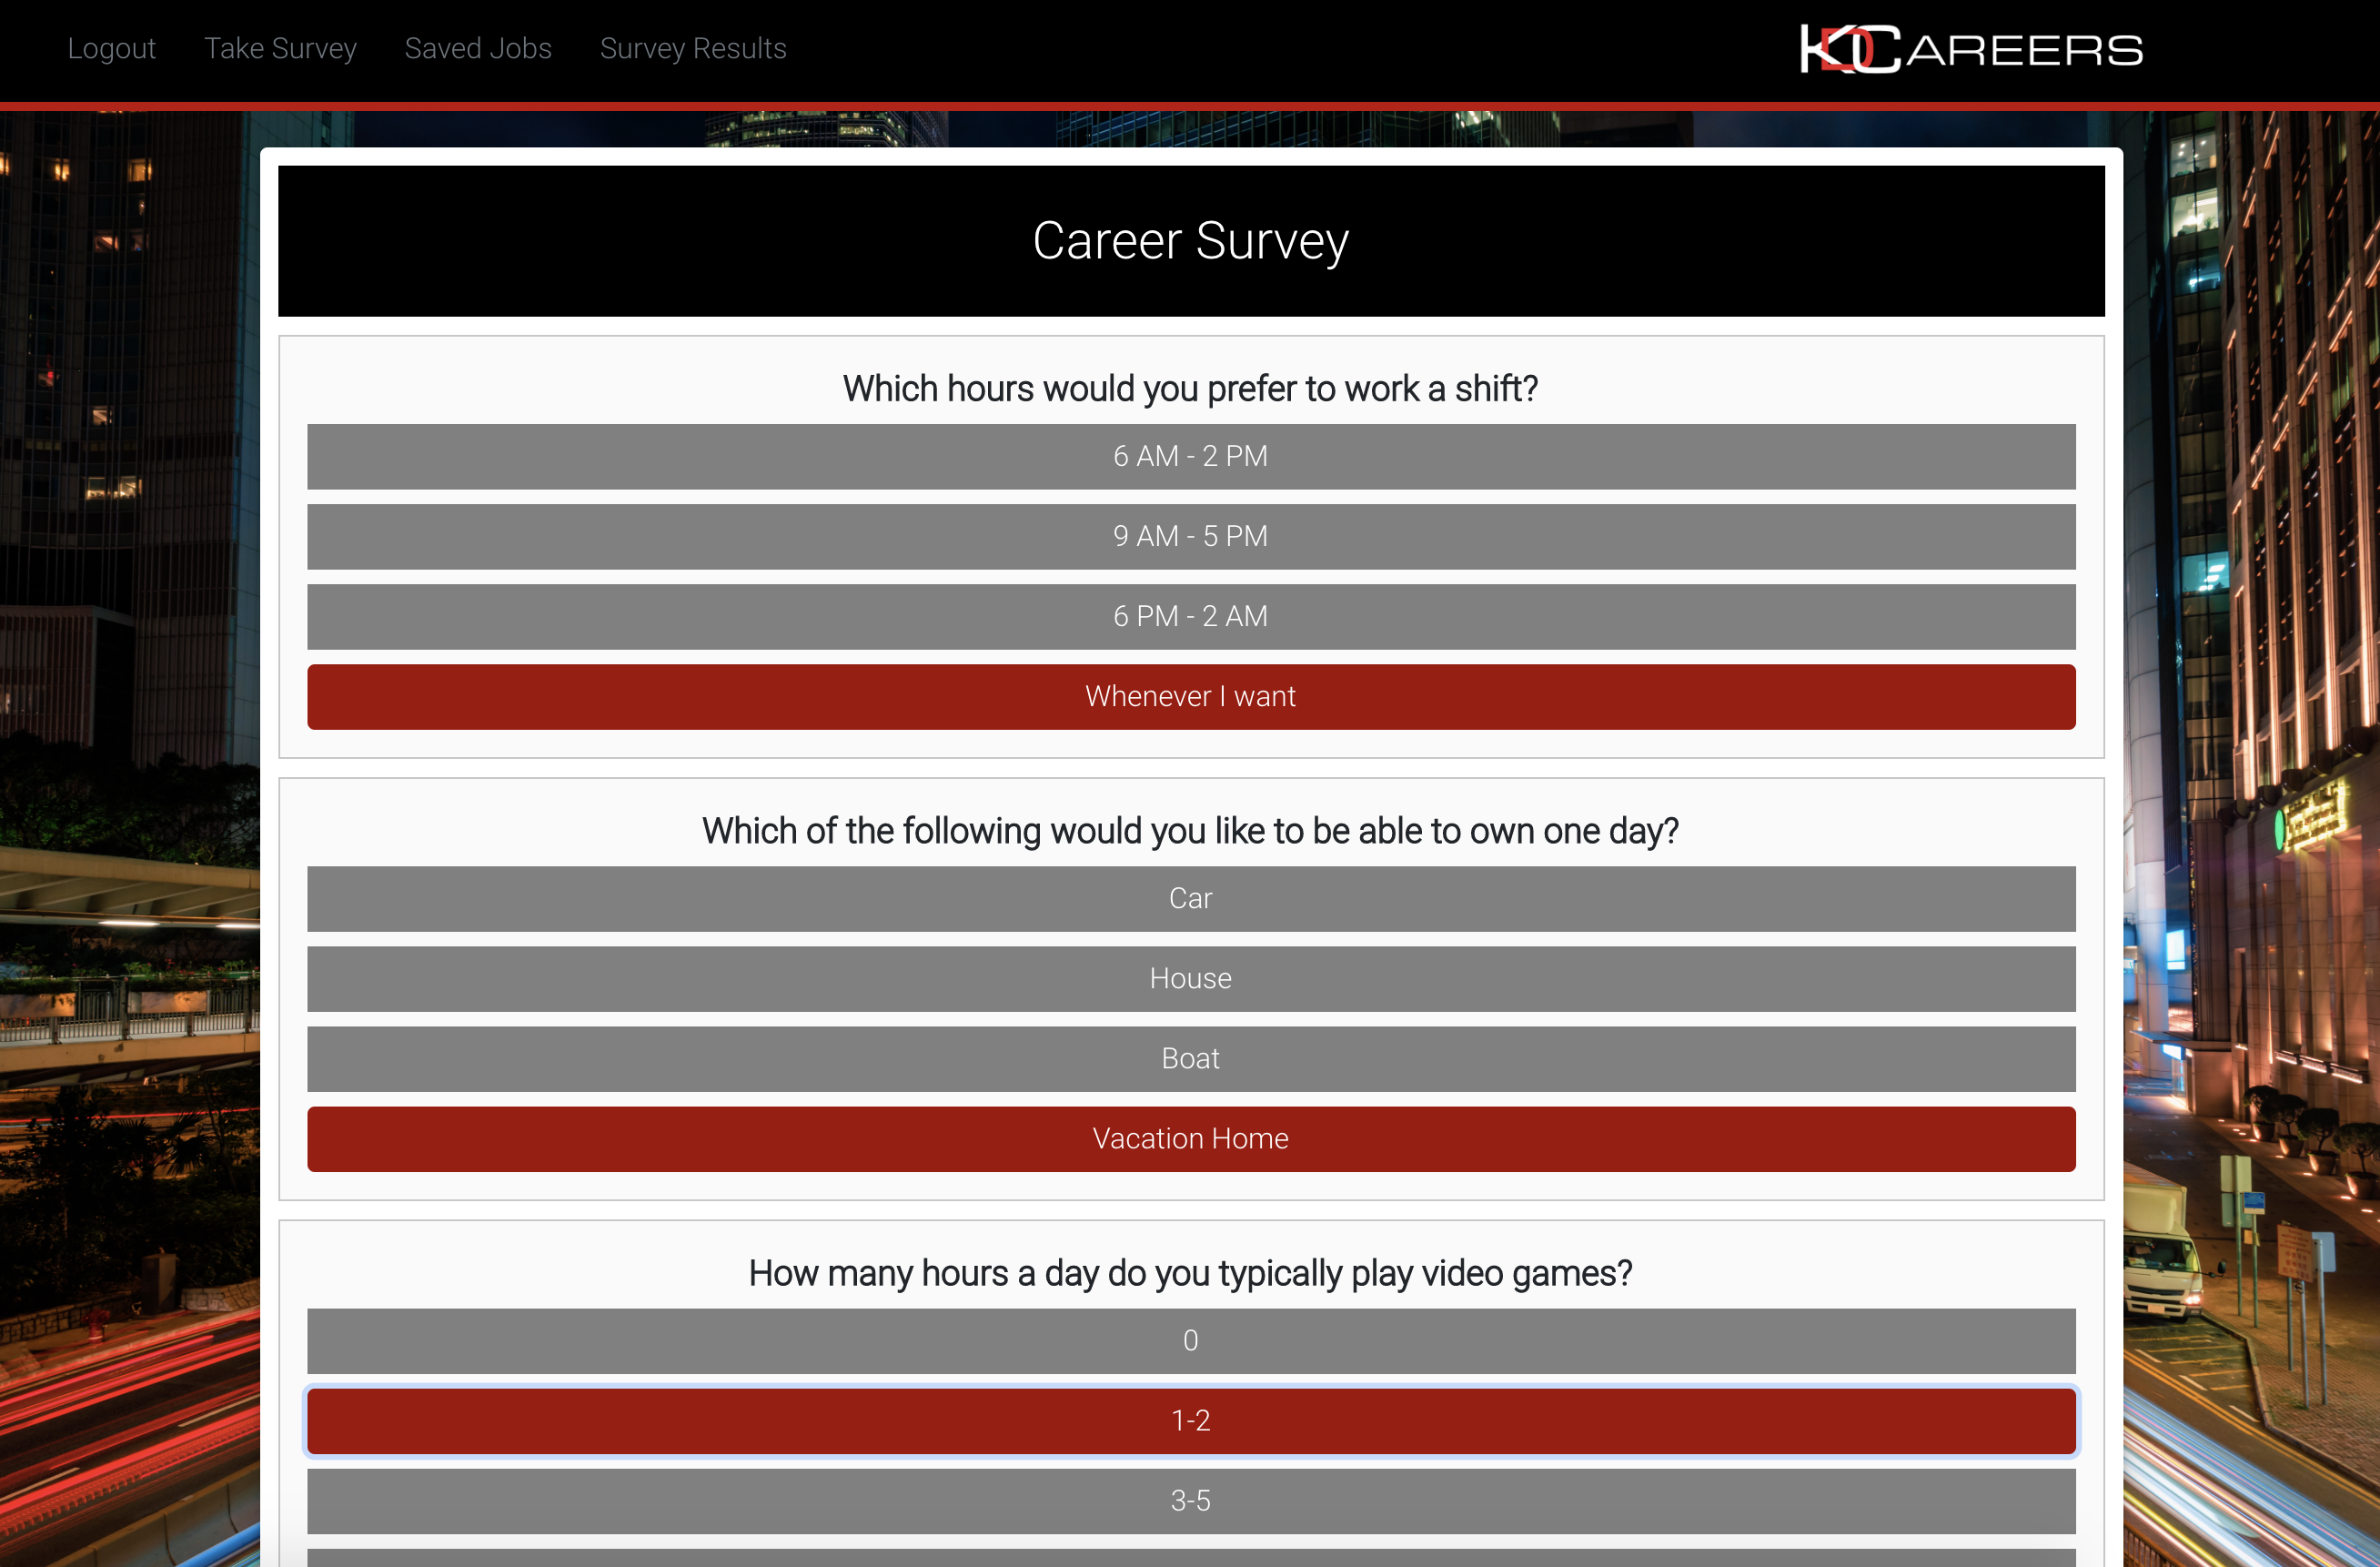 Logout Take Survey Saved Jobs Survey Results
KDCAREERS
Career Survey
Which hours would you prefer to work a shift?
6 AM - 2 PM
9 AM - 5 PM
6 PM - 2 AM
Whenever I want
Which of the following would you like to be able to own one day?
Car
House
Boat
Vacation Home
How many hours a day do you typically play video games?
0
1-2
3-5